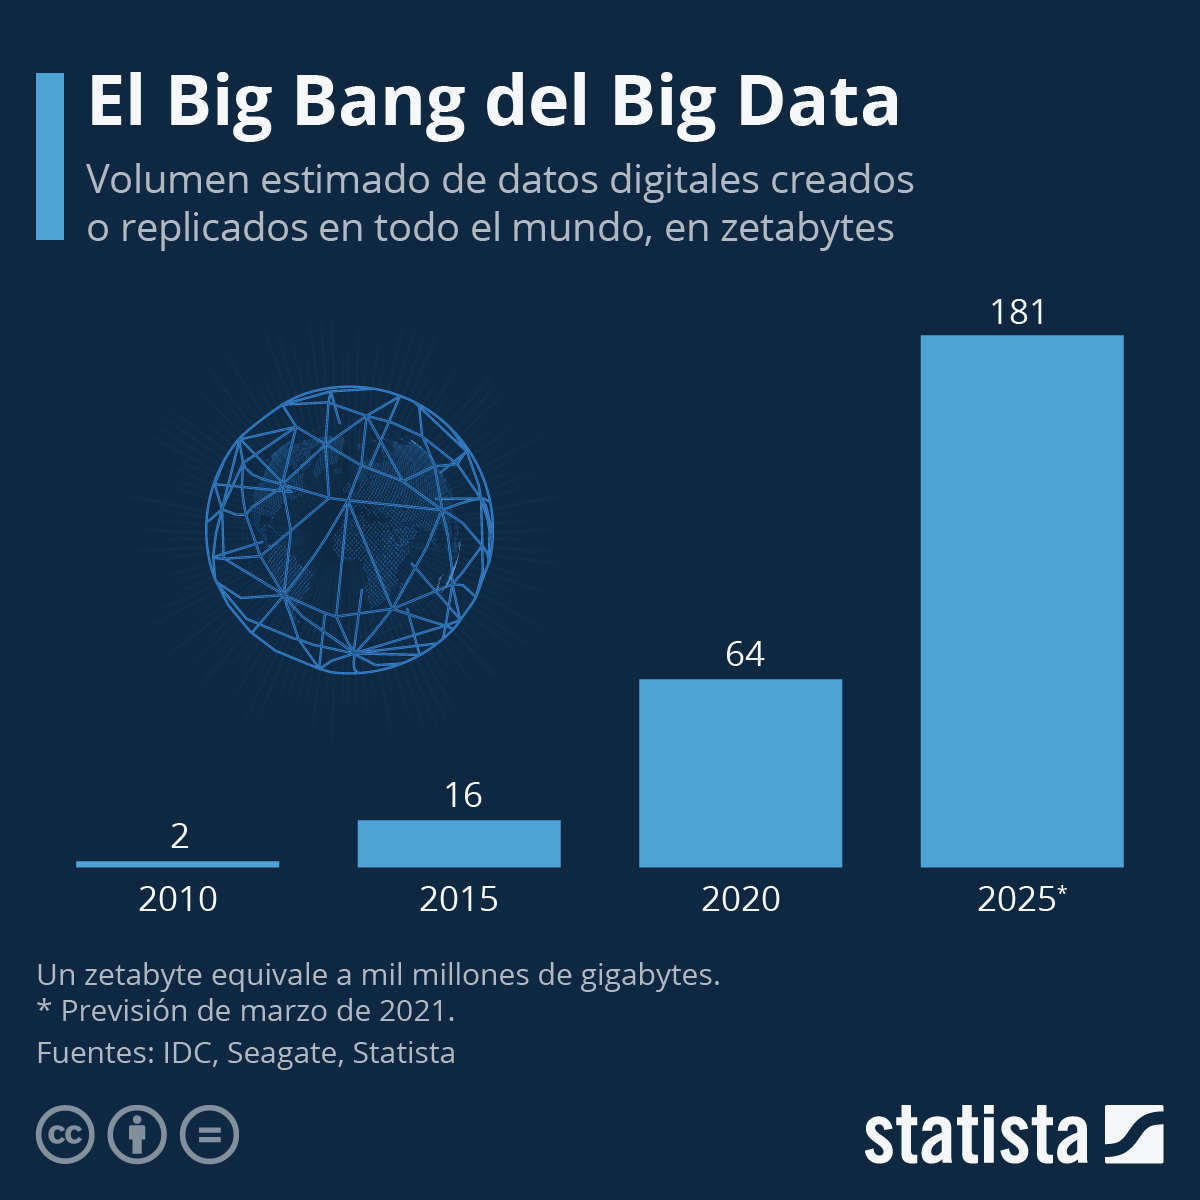 El Big Bang del Big Data
Volumen estimado de datos digitales creados
o replicados en todo el mundo, en zetabytes
2
16
64
181
2010
2015
2020
2025*
Un zetabyte equivale a mil millones de gigabytes.
* Previsión de marzo de 2021.
Fuentes: IDC, Seagate, Statista
cc
statista